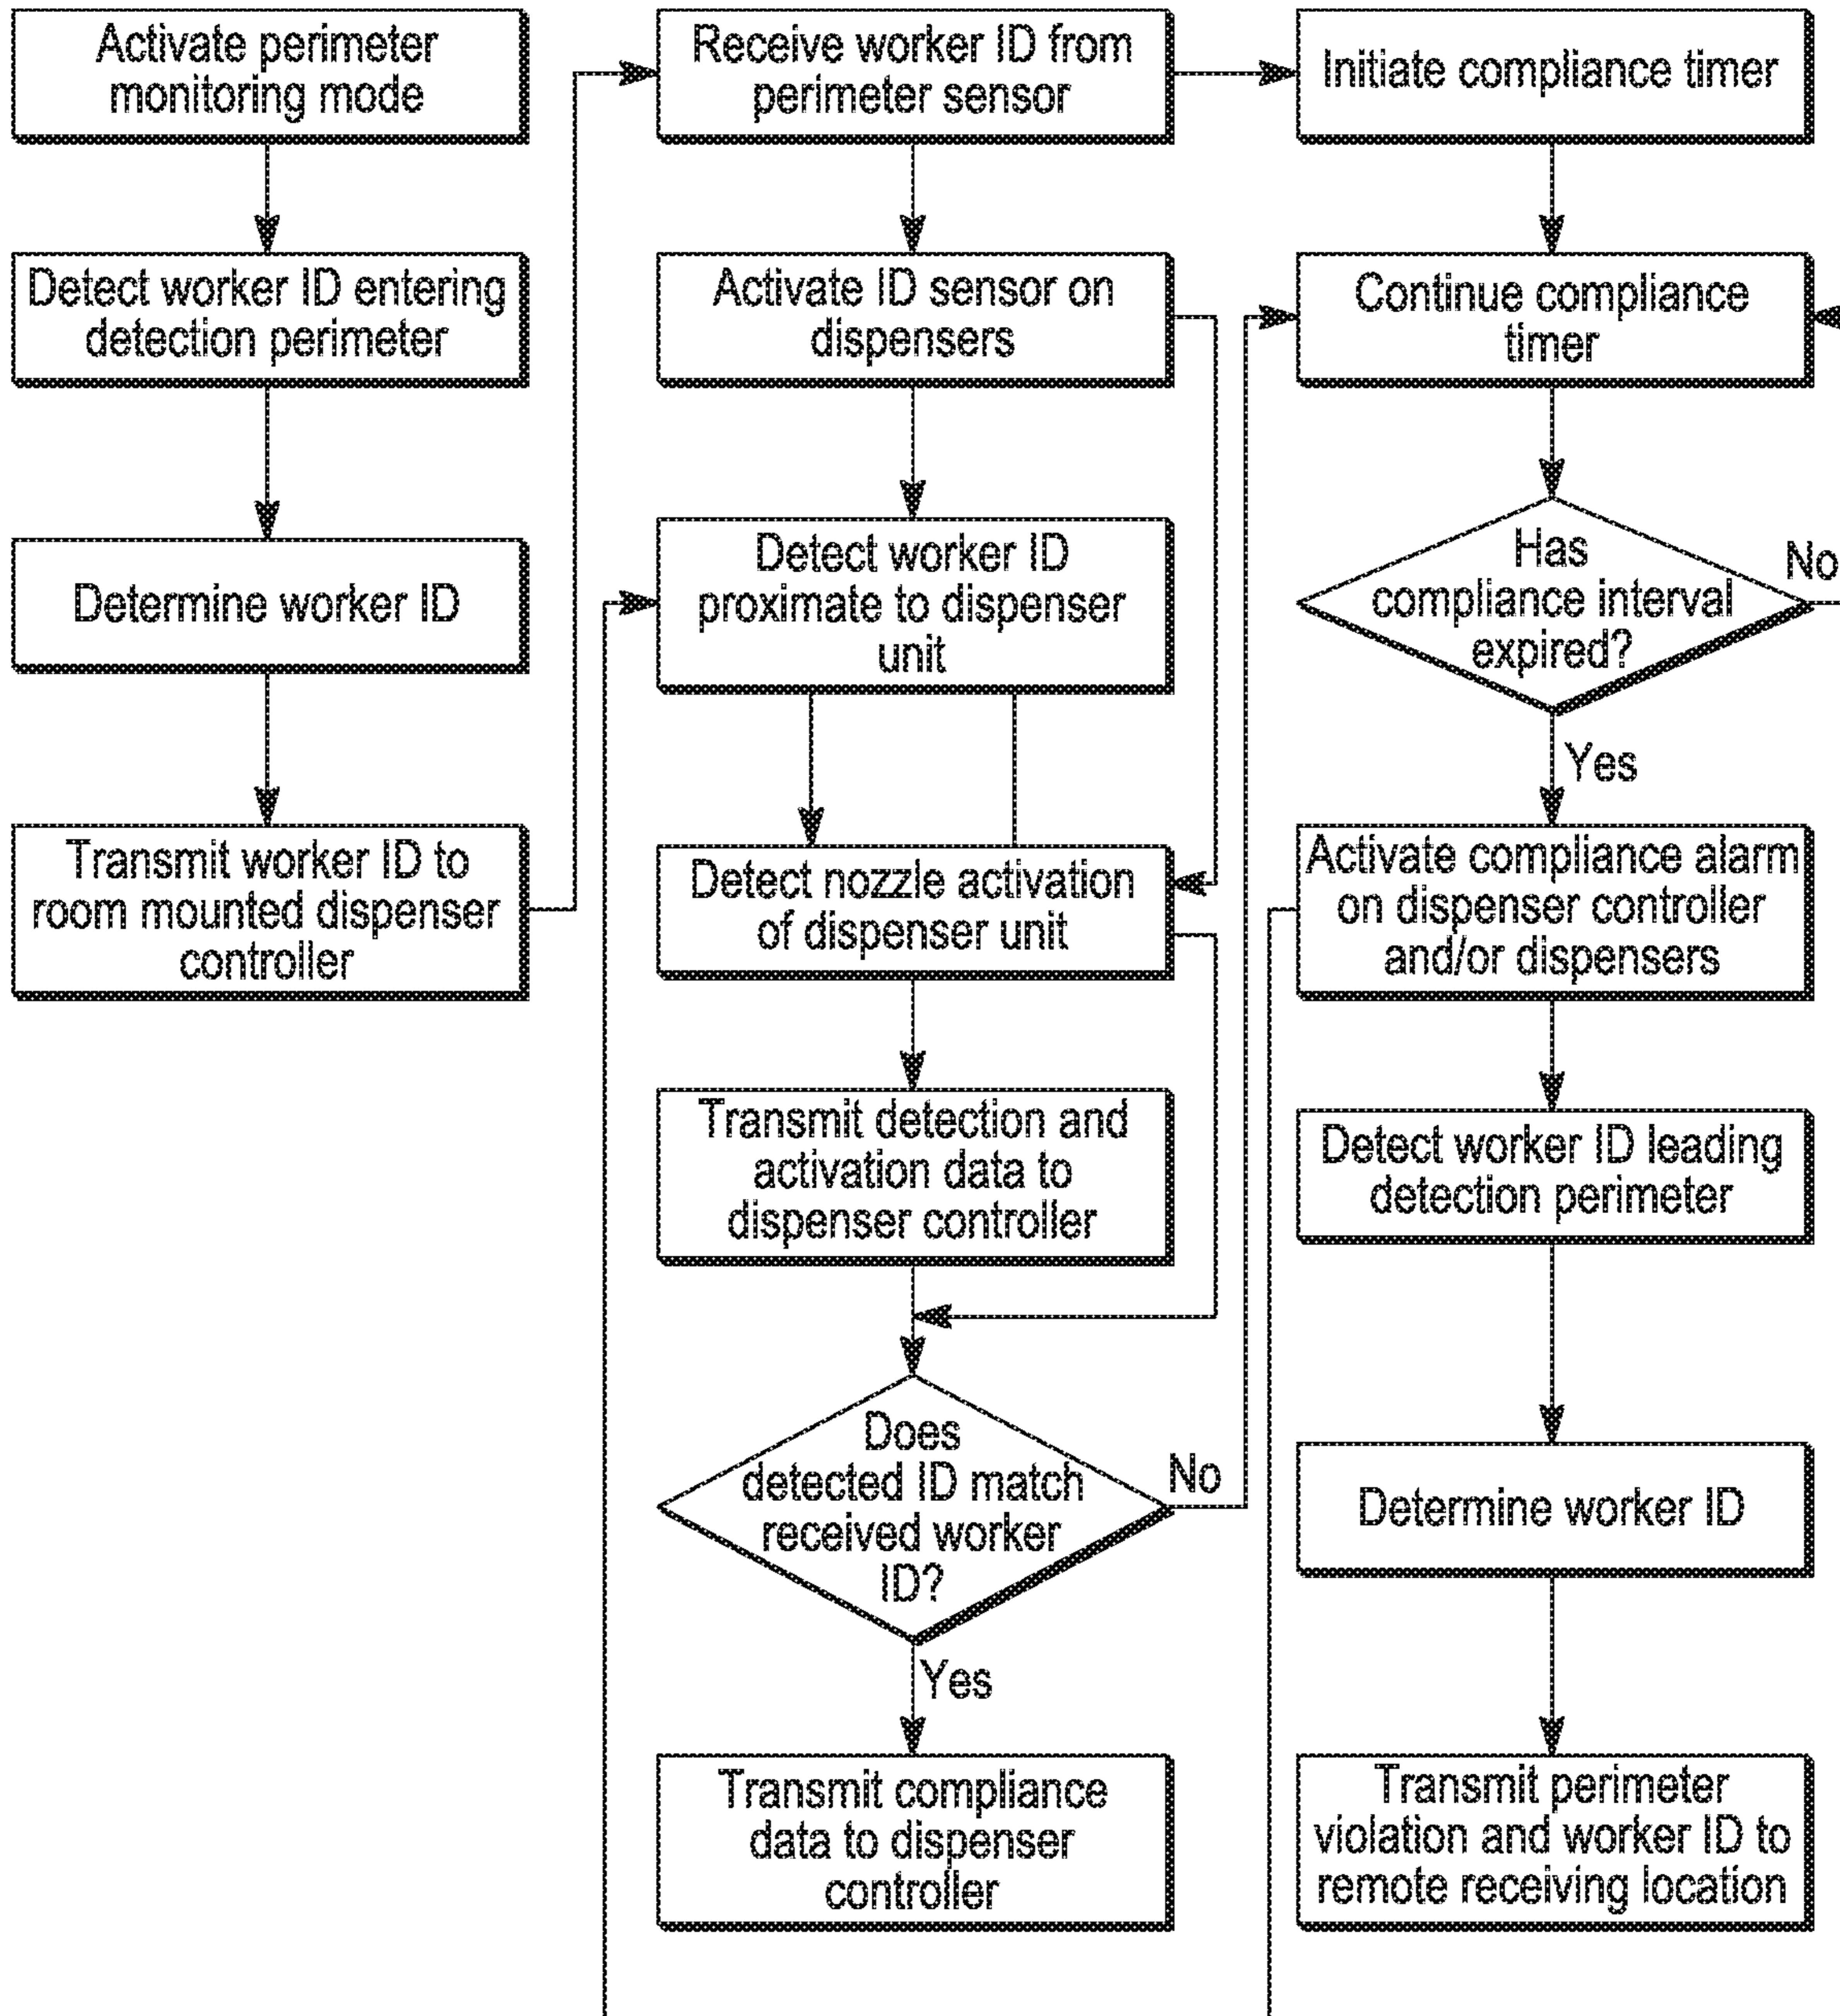 Activate perimeter
monitoring mode
Detect worker ID entering
detection perimeter
Determine worker ID
Transmit worker ID to
room mounted dispenser
controller
Receive worker ID from
perimeter sensor
Activate ID sensor on
dispensers
Detect worker ID
proximate to dispenser
unit
Detect nozzle activation
of dispenser unit
Transmit detection and
activation data to
dispenser controller
Does
detected ID match
received worker
ID?
No
Yes
Transmit compliance
data to dispenser
controller
Initiate compliance timer
Continue compliance
timer
Has
compliance interval
expired?
No
Yes
Activate compliance alarm
on dispenser controller
and/or dispensers
Detect worker ID leading
detection perimeter
Determine worker ID
Transmit perimeter
violation and worker ID to
remote receiving location